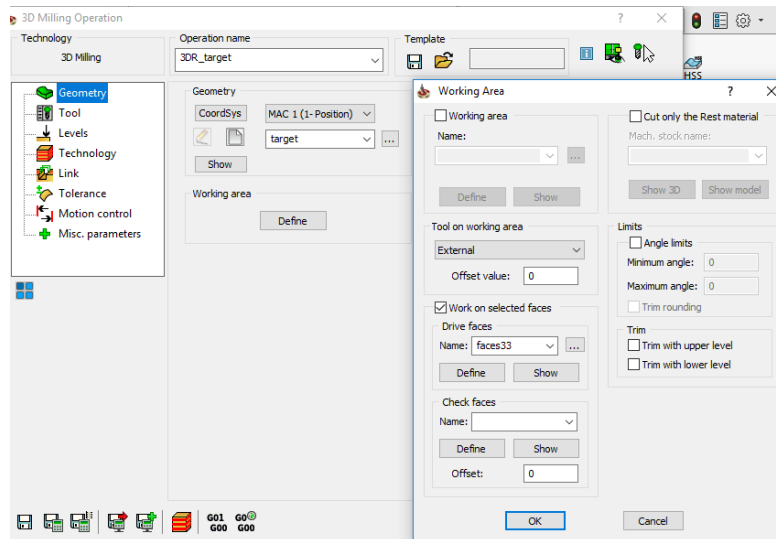 3D Milling Operation
?
Technology
3D Milling
Operation name
3DR_target
Template
HSS
Geometry
Tool
Levels
Technology
Link
Tolerance
Motion control
Misc. parameters
Geometry
CoordSys
MAC 1 (1- Position)
target
...
Show
Working area
Define
G01 G00
G00 G00
Working Area
?
Working area
Name:
...
Define
Show
Tool on working area
External
Offset value:
0
Work on selected faces
Drive faces
Name:
faces33
...
Define
Show
Check faces
Name:
Define
Show
Offset:
0
Cut only the Rest material
Mach. stock name:
Show 3D
Show model
Limits
Angle limits
Minimum angle:
0
Maximum angle:
0
Trim rounding
Trim
Trim with upper level
Trim with lower level
OK
Cancel